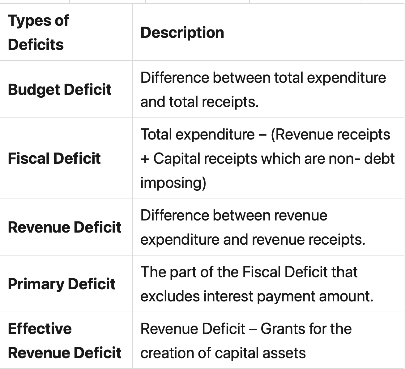 Types of Deficits Description
Budget Deficit Difference between total expenditure
and total receipts.
Fiscal Deficit Total expenditure – (Revenue receipts
+ Capital receipts which are non- debt
imposing)
Revenue Deficit Difference between revenue
expenditure and revenue receipts.
Primary Deficit The part of the Fiscal Deficit that
excludes interest payment amount.
Effective Revenue Deficit Revenue Deficit – Grants for the
creation of capital assets